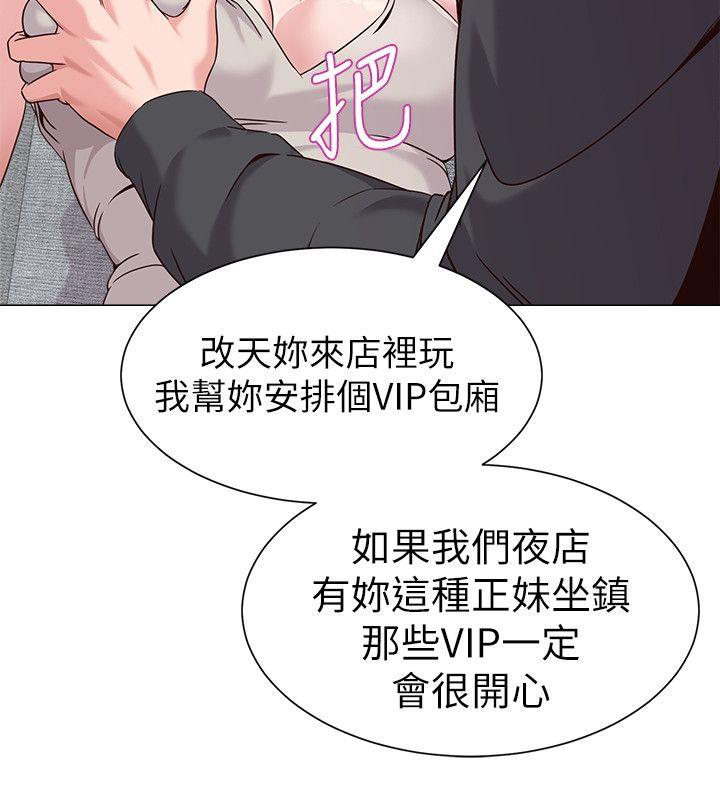 把
改天妳來店裡玩
我幫妳安排個VIP包廂
如果我們夜店
有妳這種正妹坐鎮
那些VIP一定
會很開心